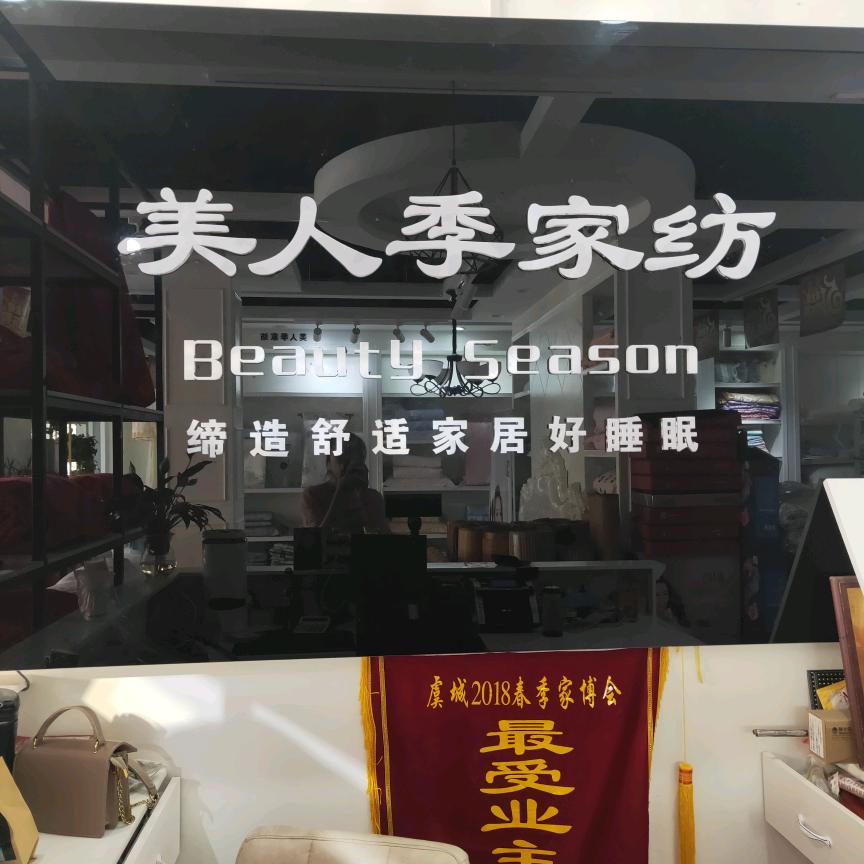 美人季家纺
Beauty Season
缔造舒适家居好睡眠
虞城2018春季家博会
最受业主